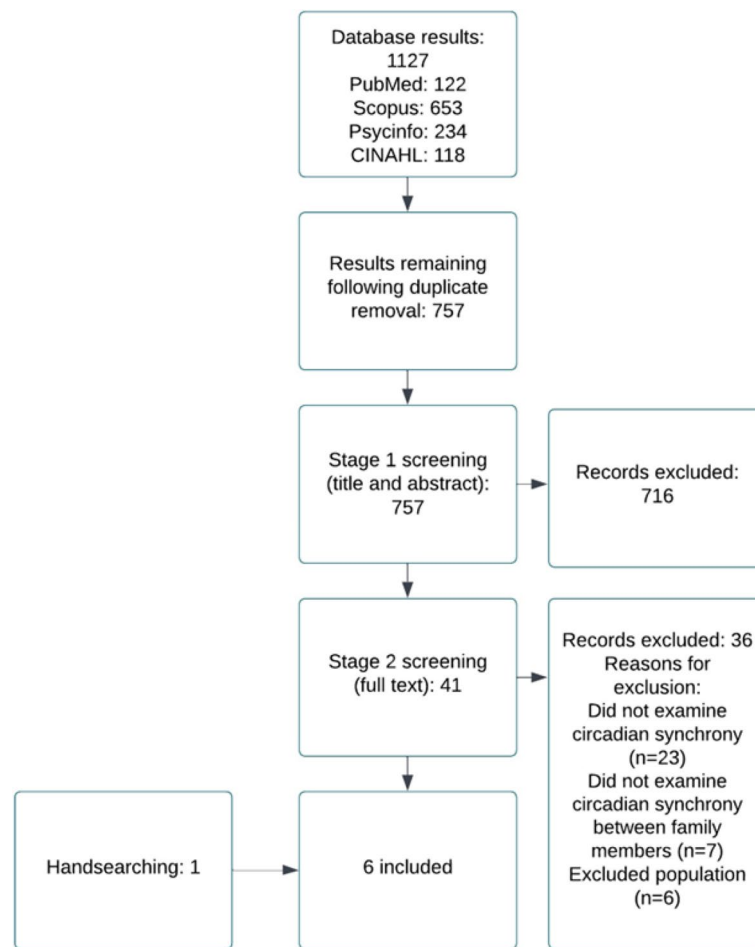 Database results:
1127
PubMed: 122
Scopus: 653
Psycinfo: 234
CINAHL: 118
Results remaining
following duplicate
removal: 757
Stage 1 screening
(title and abstract):
757
Records excluded:
716
Stage 2 screening
(full text): 41
Records excluded: 36
Reasons for
exclusion:
Did not examine
circadian synchrony
(n=23)
Did not examine
circadian synchrony
between family
members (n=7)
Excluded population
(n=6)
Handsearching: 1
6 included